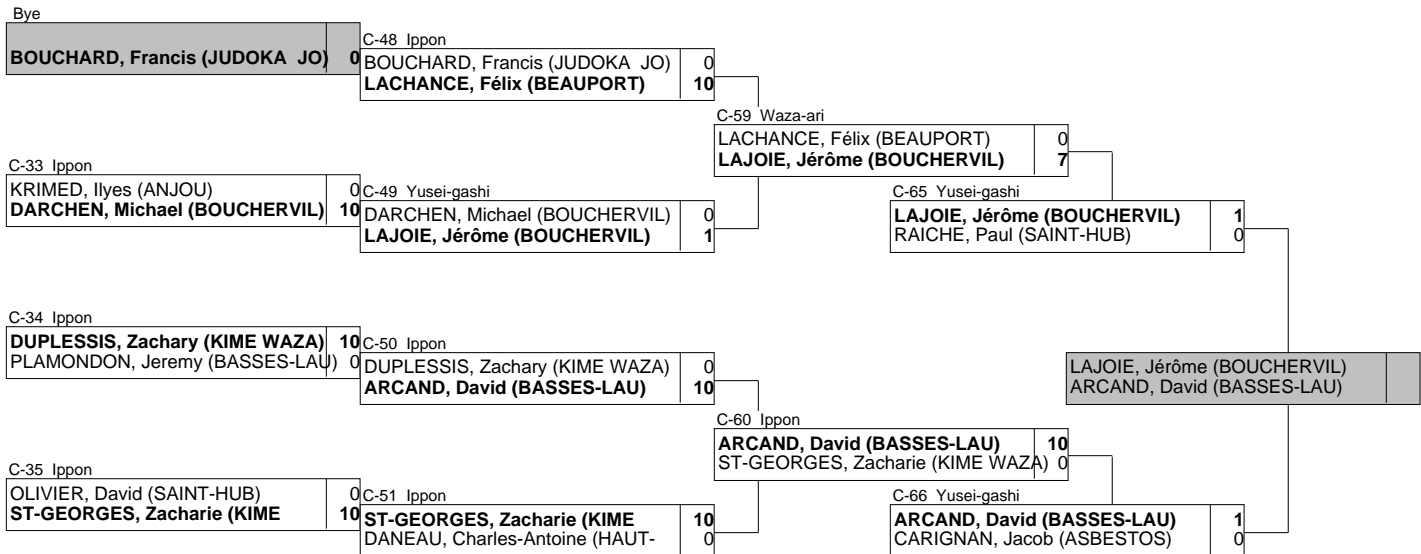 Bye
BOUCHARD, Francis (JUDOKA JO) 0
C-33 Ippon
KRIMED, Ilyes (ANJOU) 0
DARCHEN, Michael (BOUCHERVIL) 10
C-34 Ippon
DUPLESSIS, Zachary (KIME WAZA) 10
PLAMONDON, Jeremy (BASSES-LAU) 0
C-35 Ippon
OLIVIER, David (SAINT-HUB) 0
ST-GEORGES, Zacharie (KIME 10
C-48 Ippon
BOUCHARD, Francis (JUDOKA JO) 0
LACHANCE, Félix (BEAUPORT) 10
C-49 Yusei-gashi
DARCHEN, Michael (BOUCHERVIL) 0
LAJOIE, Jérôme (BOUCHERVIL) 1
C-50 Ippon
DUPLESSIS, Zachary (KIME WAZA) 0
ARCAND, David (BASSES-LAU) 10
C-51 Ippon
ST-GEORGES, Zacharie (KIME 10
DANEAU, Charles-Antoine (HAUT- 0
C-59 Waza-ari
LACHANCE, Félix (BEAUPORT) 0
LAJOIE, Jérôme (BOUCHERVIL) 7
C-60 Ippon
ARCAND, David (BASSES-LAU) 10
ST-GEORGES, Zacharie (KIME WAZA) 0
C-65 Yusei-gashi
LAJOIE, Jérôme (BOUCHERVIL) 1
RAICHE, Paul (SAINT-HUB) 0
C-66 Yusei-gashi
ARCAND, David (BASSES-LAU) 1
CARIGNAN, Jacob (ASBESTOS) 0
LAJOIE, Jérôme (BOUCHERVIL)
ARCAND, David (BASSES-LAU)